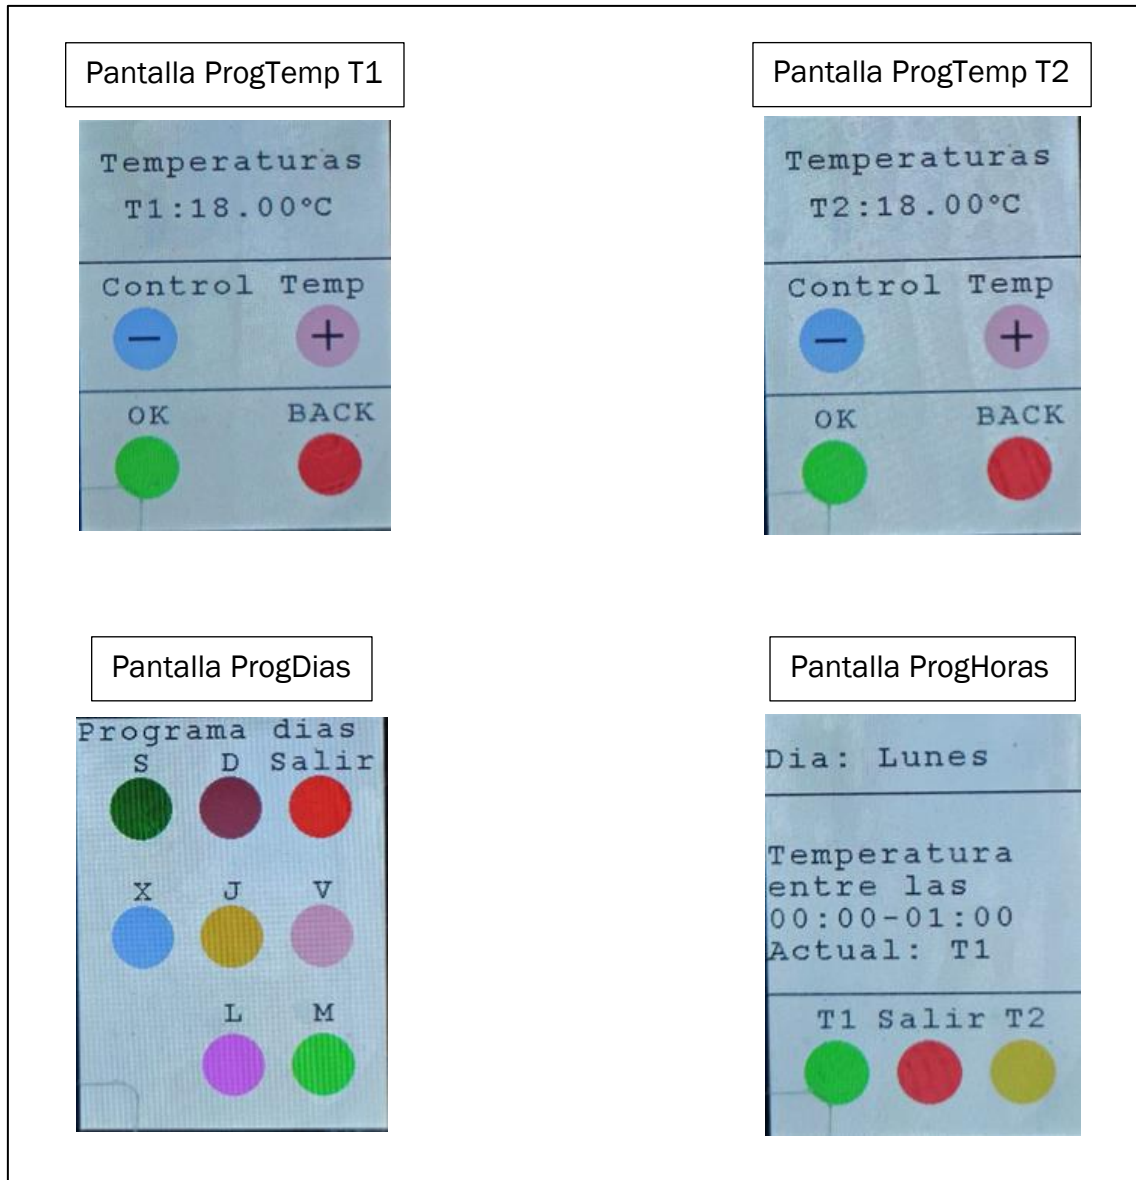 Pantalla ProgTemp T1
Temperaturas
T1:18.00°C
Control Temp
− +
OK BACK
Pantalla ProgTemp T2
Temperaturas
T2:18.00°C
Control Temp
− +
OK BACK
Pantalla ProgDias
Programa dias
S D Salir
X J V
L M
Pantalla ProgHoras
Dia: Lunes
Temperatura
entre las
00:00-01:00
Actual: T1
T1 Salir T2